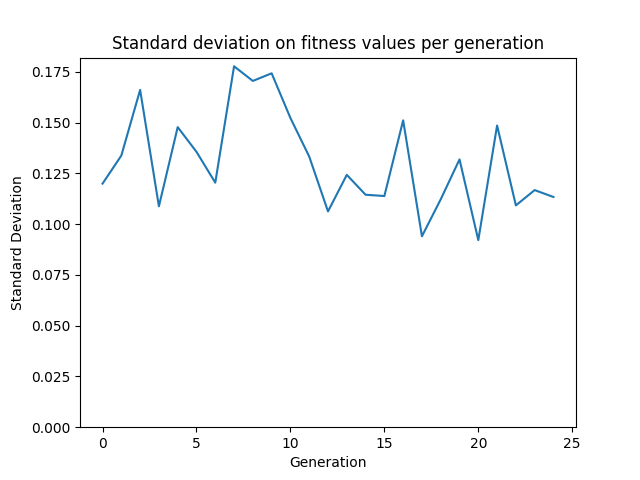 Standard deviation on fitness values per generation
0.175
0.150
0.125
0.100
0.075
0.050
0.025
0.000
Standard Deviation
0 5 10 15 20 25
Generation